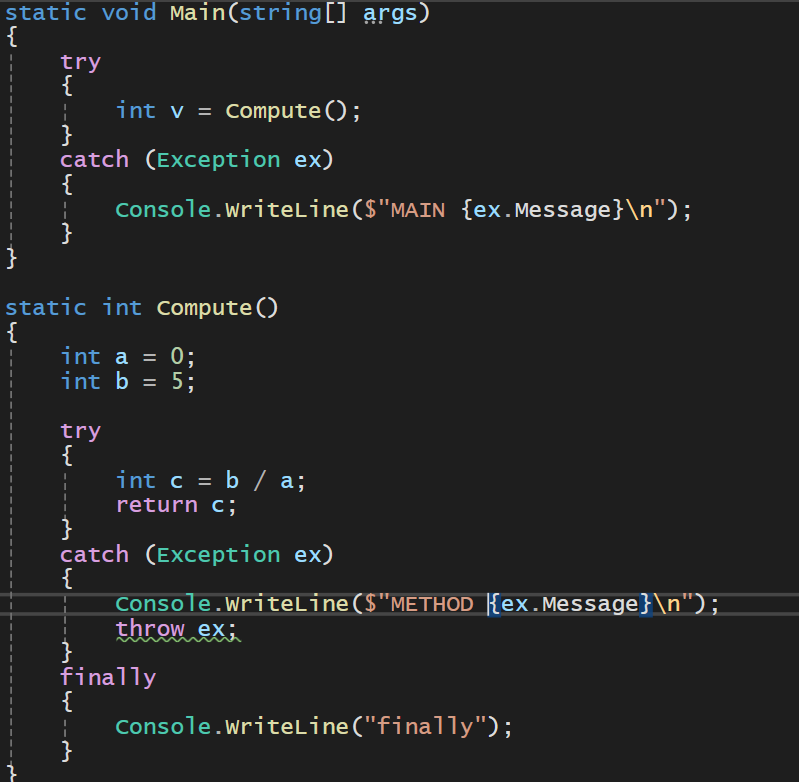 static void Main(string[] args)
{
    try
    {
        int v = Compute();
    }
    catch (Exception ex)
    {
        Console.WriteLine($"MAIN {ex.Message}\n");
    }
}

static int Compute()
{
    int a = 0;
    int b = 5;

    try
    {
        int c = b / a;
        return c;
    }
    catch (Exception ex)
    {
        Console.WriteLine($"METHOD {ex.Message}\n");
        throw ex;
    }
    finally
    {
        Console.WriteLine("finally");
    }
}